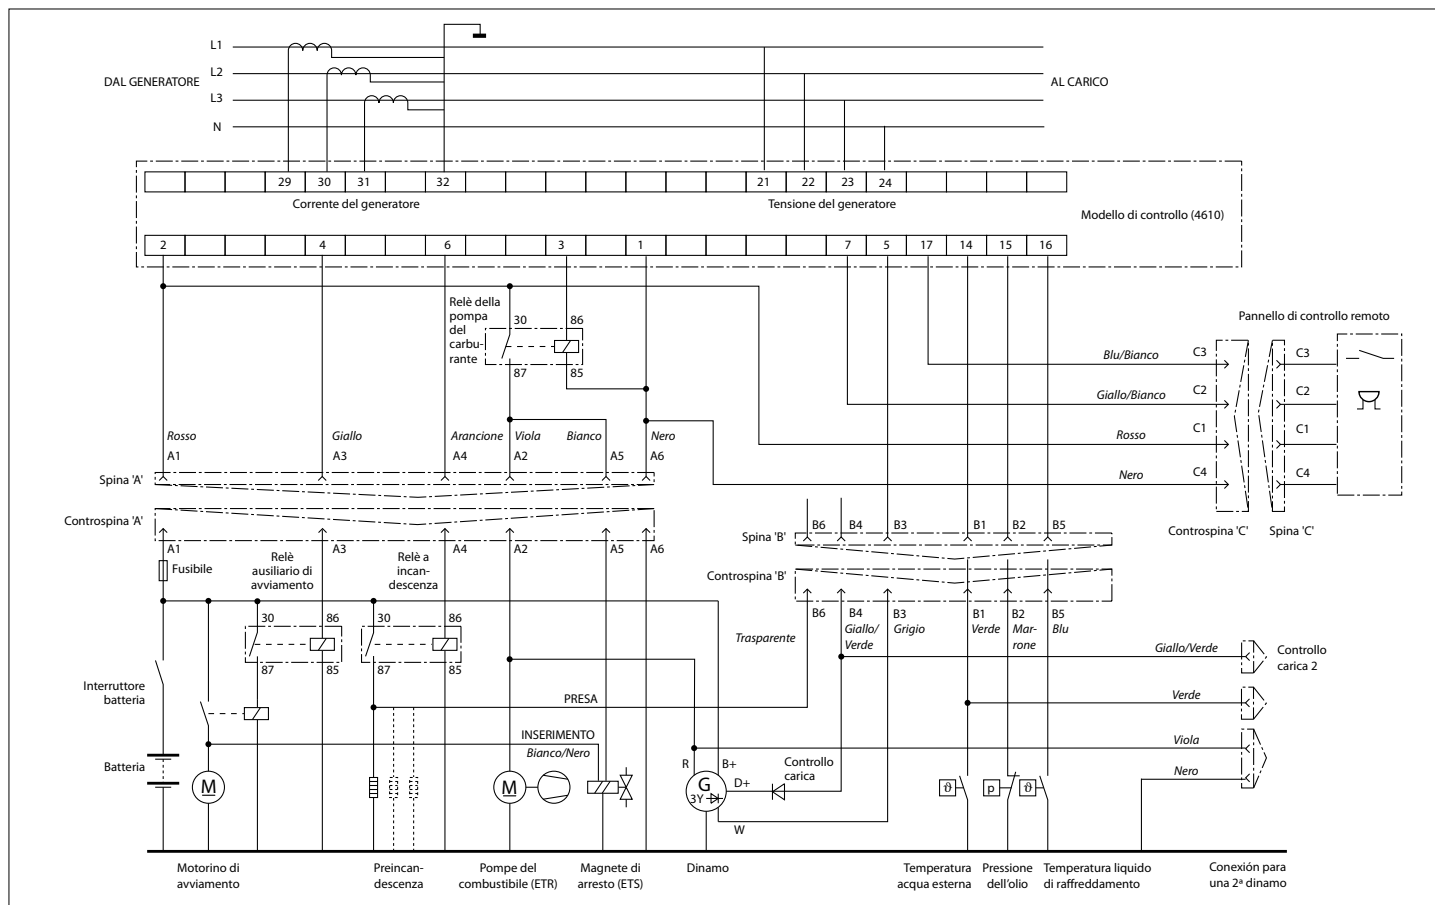 L1
DAL GENERATORE
L2
AL CARICO
L3
N
29 30 31 32 21 22 23 24
Corrente del generatore
Tensione del generatore
Modello di controllo (4610)
2 4 6 3 1 7 5 17 14 15 16
Relè della
pompa
del
carbu-
rante
30 86
87 85
Pannello di controllo remoto
Blu/Bianco C3 C3
Giallo/Bianco C2 C2
Rosso C1 C1
Nero C4 C4
Controspina 'C'
Spina 'C'
Rosso Giallo Arancione Viola Bianco Nero
A1 A3 A4 A2 A5 A6
Spina 'A'
Controspina 'A'
A1 A3 A4 A2 A5 A6
Fusibile
Relè
ausiliario di
avviamento
Relè a
incan-
descenza
30 86
87 85
30 86
87 85
B6 B4 B3 B1 B2 B5
Spina 'B'
Controspina 'B'
B6 B4 B3 B1 B2 B5
Trasparente
Giallo/
Verde
Grigio
Verde
Mar-
rone
Blu
Giallo/Verde
Controllo
carica 2
Verde
Viola
Nero
Interruttore
batteria
PRESA
INSERIMENTO
Bianco/Nero
Batteria
M
M
R
B+
G
3Y
D+
Controllo
carica
W
ϑ
p
ϑ
Motorino di
avviamento
Preincan-
descenza
Pompe del
combustibile (ETR)
Magnete di
arresto (ETS)
Dinamo
Temperatura
acqua esterna
Pressione
dell'olio
Temperatura liquido
di raffreddamento
Conexión para
una 2ª dinamo